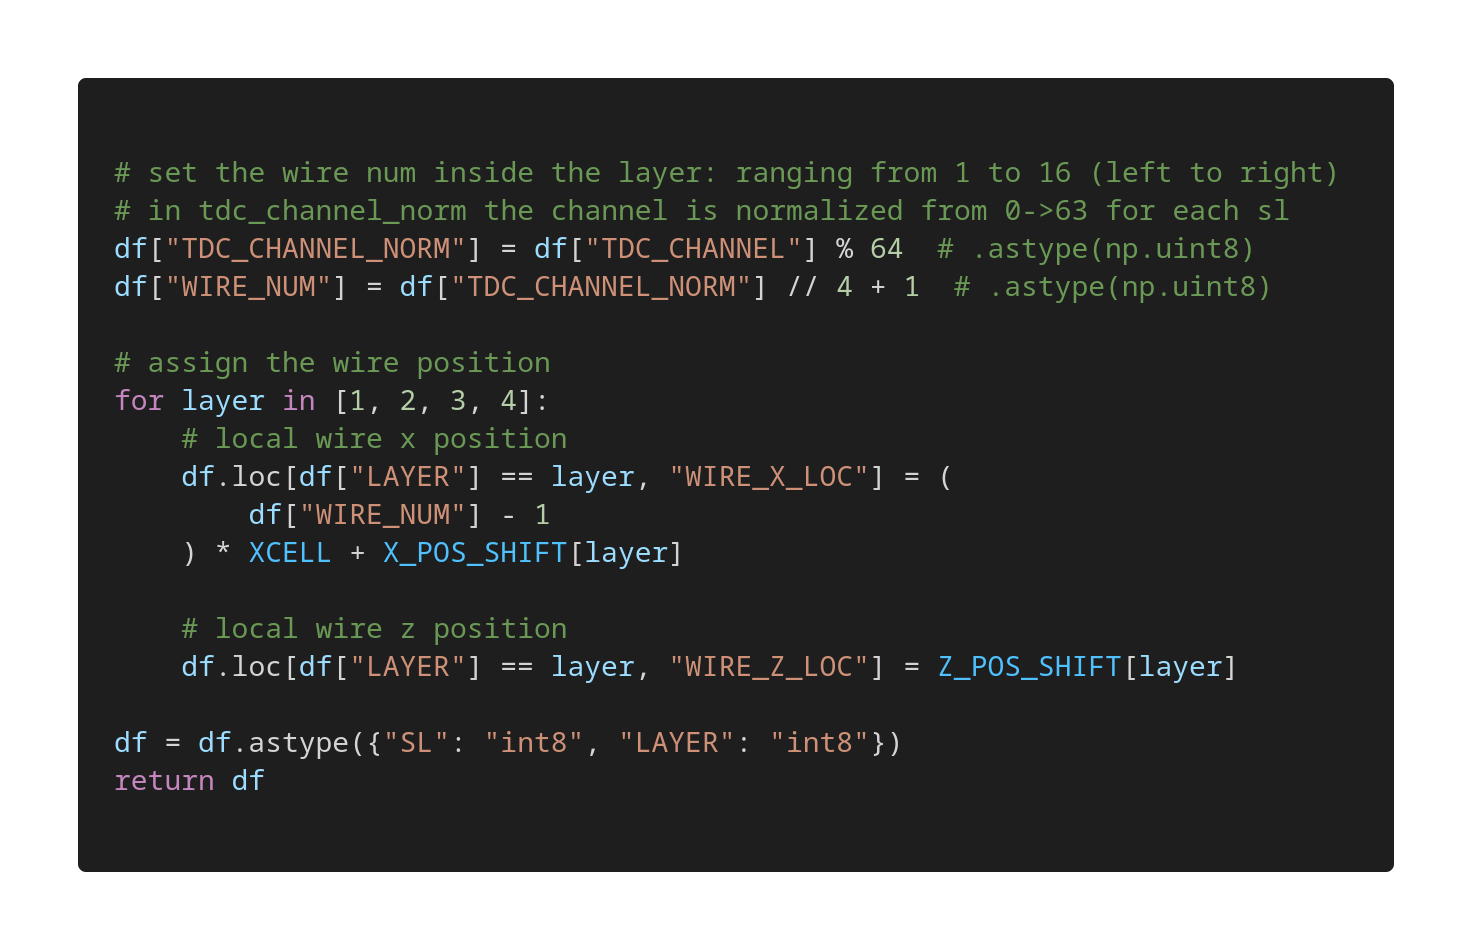 # set the wire num inside the layer: ranging from 1 to 16 (left to right)
# in tdc_channel_norm the channel is normalized from 0->63 for each sl
df["TDC_CHANNEL_NORM"] = df["TDC_CHANNEL"] % 64  # .astype(np.uint8)
df["WIRE_NUM"] = df["TDC_CHANNEL_NORM"] // 4 + 1  # .astype(np.uint8)

# assign the wire position
for layer in [1, 2, 3, 4]:
    # local wire x position
    df.loc[df["LAYER"] == layer, "WIRE_X_LOC"] = (
        df["WIRE_NUM"] - 1
    ) * XCELL + X_POS_SHIFT[layer]

    # local wire z position
    df.loc[df["LAYER"] == layer, "WIRE_Z_LOC"] = Z_POS_SHIFT[layer]

df = df.astype({"SL": "int8", "LAYER": "int8"})
return df